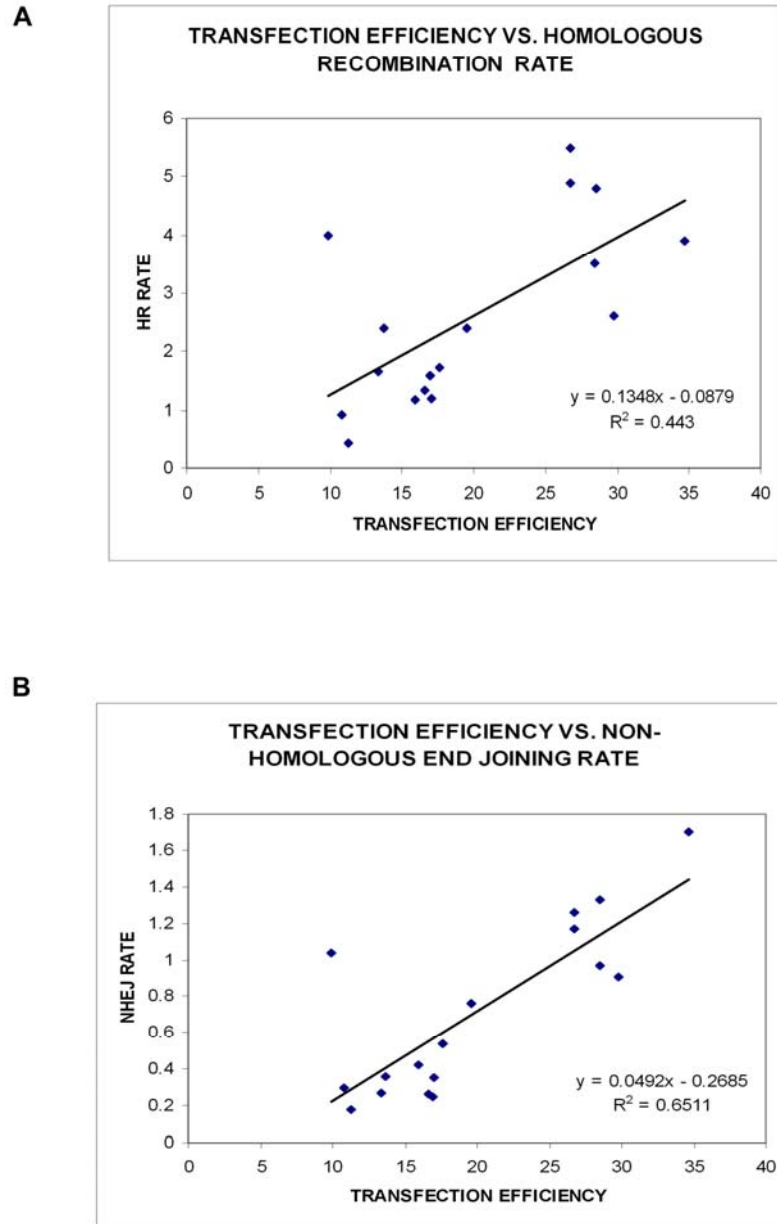 A
TRANSFECTION EFFICIENCY VS. HOMOLOGOUS
RECOMBINATION RATE
6
5
4
3
2
1
0
HR RATE
y = 0.1348x - 0.0879
R² = 0.443
0 5 10 15 20 25 30 35 40
TRANSFECTION EFFICIENCY
B
TRANSFECTION EFFICIENCY VS. NON-
HOMOLOGOUS END JOINING RATE
1.8
1.6
1.4
1.2
1
0.8
0.6
0.4
0.2
0
NHEJ RATE
y = 0.0492x - 0.2685
R² = 0.6511
0 5 10 15 20 25 30 35 40
TRANSFECTION EFFICIENCY